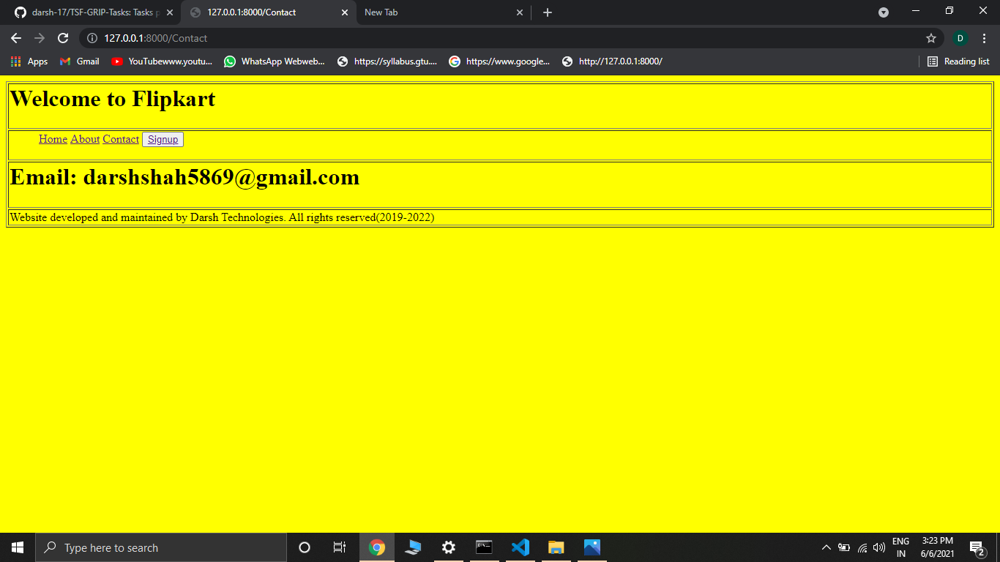 darsh-17/TSF-GRIP-Tasks: Tasks p
127.0.0.1:8000/Contact
New Tab
127.0.0.1:8000/Contact
D
Apps
Gmail
YouTubewww.youtu...
WhatsApp Webweb...
https://syllabus.gtu....
https://www.google...
http://127.0.0.1:8000/
Reading list
Welcome to Flipkart
Home About Contact Signup
Email: darshshah5869@gmail.com
Website developed and maintained by Darsh Technologies. All rights reserved(2019-2022)
Type here to search
ENG
IN
3:23 PM
6/6/2021
2